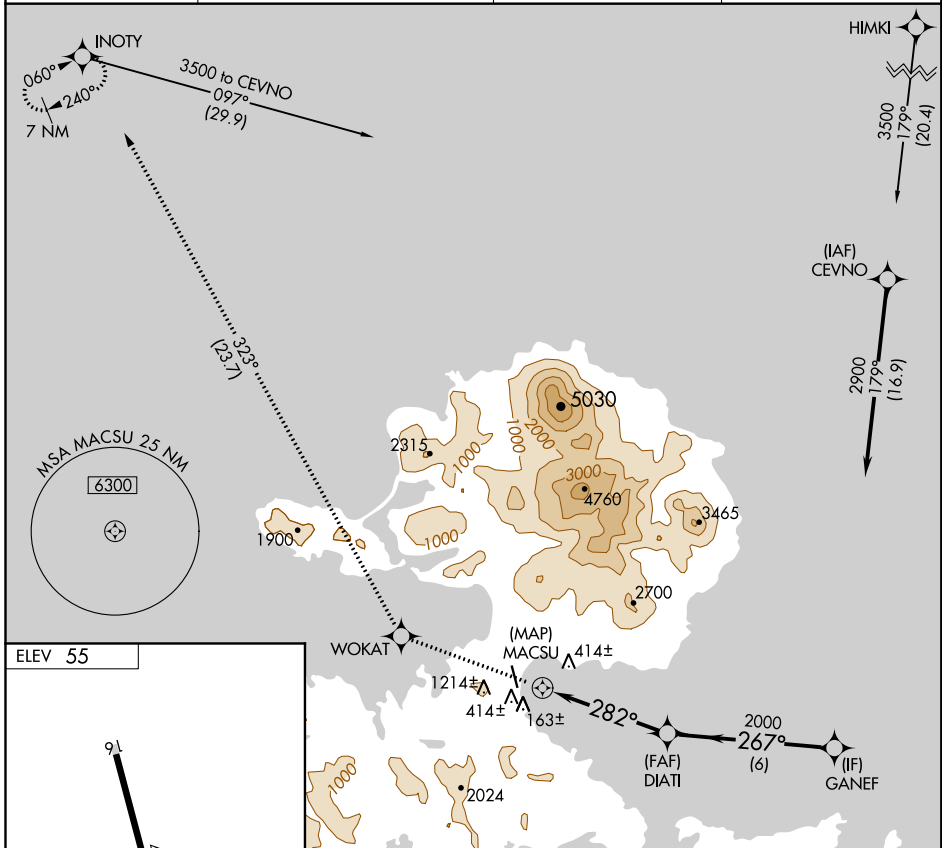 INOTY
060°
240°
7 NM
3500 to CEVNO
097°
(29.9)
HIMKI
3500
179°
(20.4)
(IAF)
CEVNO
2900
179°
(16.9)
323°
(23.7)
MSA MACSU 25 NM
6300
5030
2315
1000
1000
2000
1000
3000
4760
3465
1900
1000
2700
WOKAT
(MAP)
MACSU
414±
1214±
414±
163±
282°
2000
267°
(6)
(FAF)
DIATI
(IF)
GANEF
ELEV 55
16
1000
2024